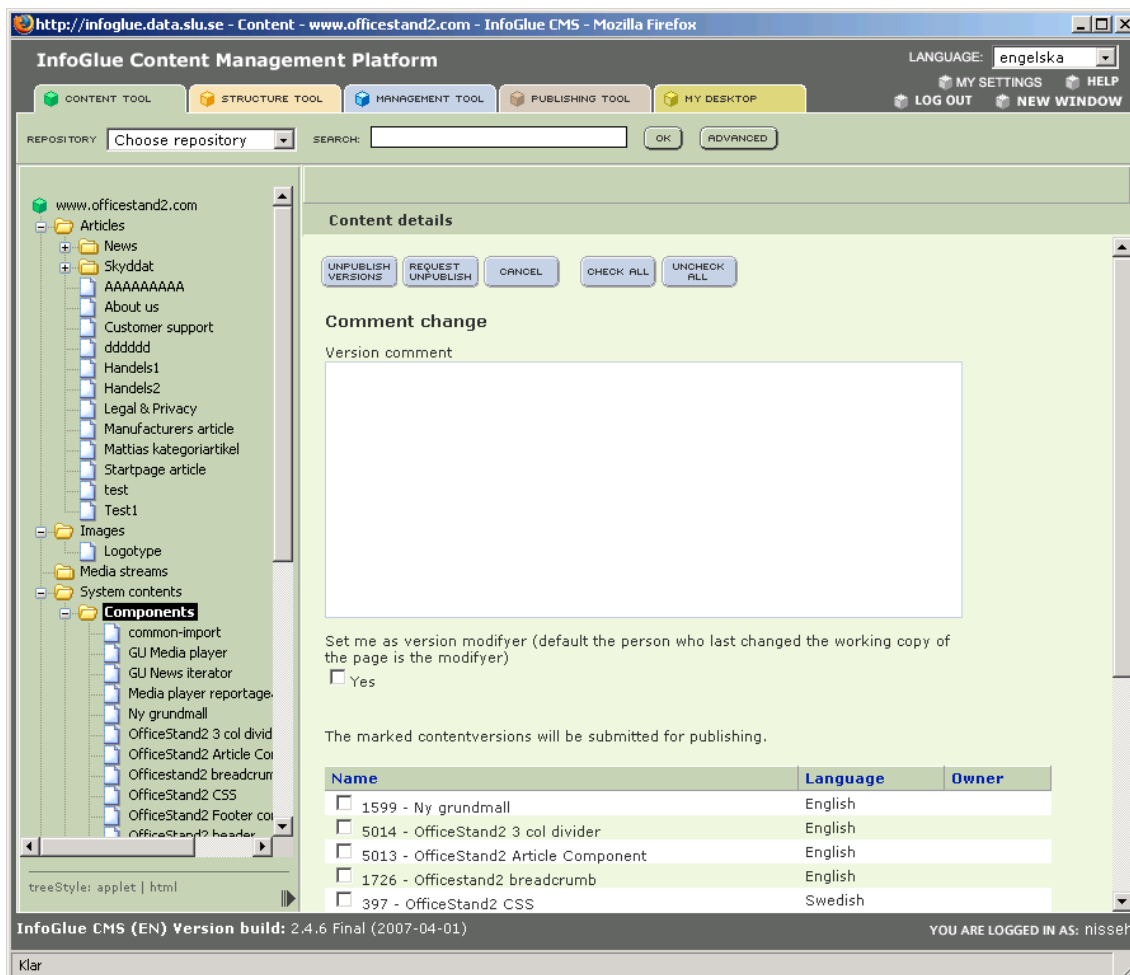 http://infoglue.data.slu.se - Content - www.officestand2.com - InfoGlue CMS - Mozilla Firefox
InfoGlue Content Management Platform
LANGUAGE: engelska
MY SETTINGS HELP
LOG OUT NEW WINDOW
CONTENT TOOL STRUCTURE TOOL MANAGEMENT TOOL PUBLISHING TOOL MY DESKTOP
REPOSITORY Choose repository SEARCH: OK ADVANCED
www.officestand2.com
Articles
News
Skyddat
AAAAAAAAA
About us
Customer support
dddddd
Handels1
Handels2
Legal & Privacy
Manufacturers article
Mattias kategoriartikel
Startpage article
test
Test1
Images
Logotype
Media streams
System contents
Components
common-import
GU Media player
GU News iterator
Media player reportage
Ny grundmall
OfficeStand2 3 col divid
OfficeStand2 Article Co
Officestand2 breadcrum
OfficeStand2 CSS
OfficeStand2 Footer co
OfficeStand2 header
treeStyle: applet | html
Content details
UNPUBLISH VERSIONS REQUEST UNPUBLISH CANCEL CHECK ALL UNCHECK ALL
Comment change
Version comment
Set me as version modifyer (default the person who last changed the working copy of
the page is the modifyer)
Yes
The marked contentversions will be submitted for publishing.
Name Language Owner
1599 - Ny grundmall English
5014 - OfficeStand2 3 col divider English
5013 - OfficeStand2 Article Component English
1726 - Officestand2 breadcrumb English
397 - OfficeStand2 CSS Swedish
InfoGlue CMS (EN) Version build: 2.4.6 Final (2007-04-01) YOU ARE LOGGED IN AS: nisseh
Klar